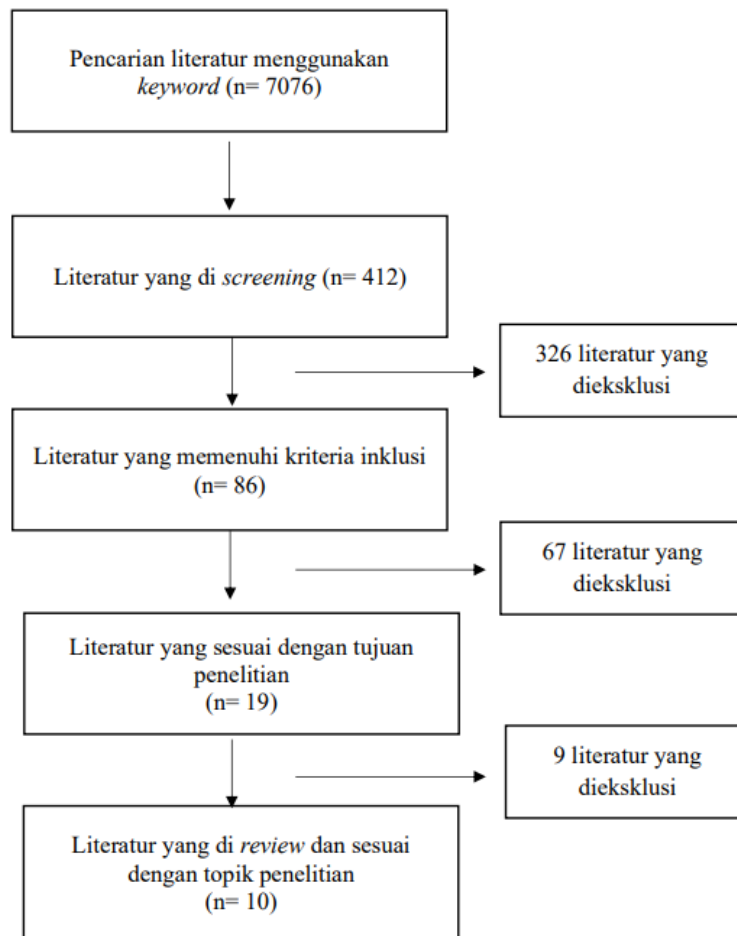 Pencarian literatur menggunakan
keyword (n= 7076)
Literatur yang di screening (n= 412)
326 literatur yang
dieksklusi
Literatur yang memenuhi kriteria inklusi
(n= 86)
67 literatur yang
dieksklusi
Literatur yang sesuai dengan tujuan
penelitian
(n= 19)
9 literatur yang
dieksklusi
Literatur yang di review dan sesuai
dengan topik penelitian
(n= 10)